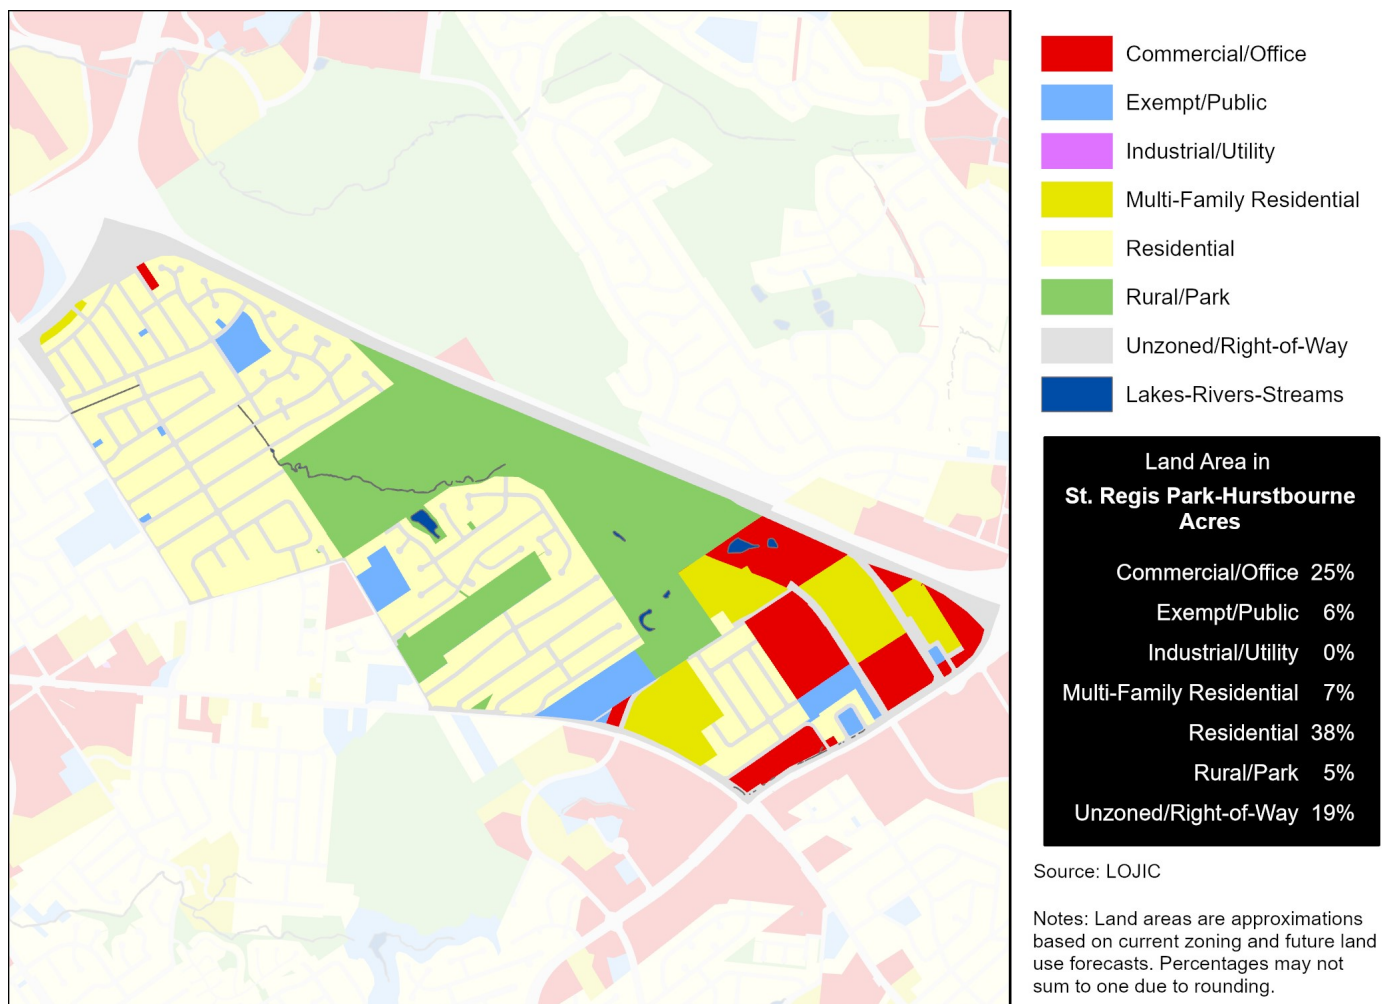 Commercial/Office
Exempt/Public
Industrial/Utility
Multi-Family Residential
Residential
Rural/Park
Unzoned/Right-of-Way
Lakes-Rivers-Streams
Land Area in
St. Regis Park-Hurstbourne
Acres
Commercial/Office 25%
Exempt/Public 6%
Industrial/Utility 0%
Multi-Family Residential 7%
Residential 38%
Rural/Park 5%
Unzoned/Right-of-Way 19%
Source: LOJIC
Notes: Land areas are approximations
based on current zoning and future land
use forecasts. Percentages may not
sum to one due to rounding.